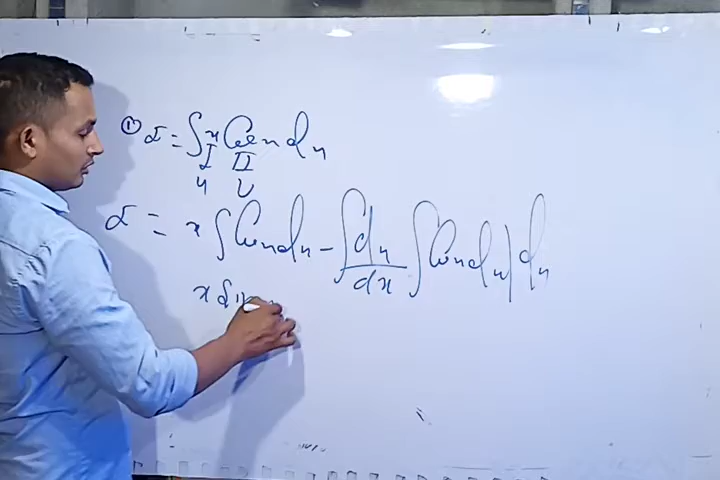 ① I = ∫ x Cos x dx
I II
u v
I = x ∫ Cos x dx - ∫ dx/dx ∫ Cos x dx | dx
x Sin